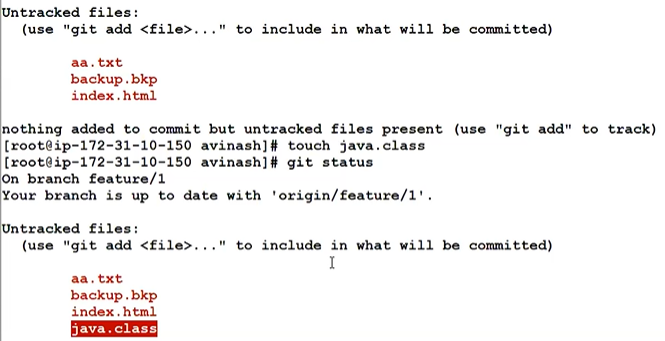 Untracked files:
(use "git add <file>..." to include in what will be committed)
aa.txt
backup.bkp
index.html
nothing added to commit but untracked files present (use "git add" to track)
[root@ip-172-31-10-150 avinash]# touch java.class
[root@ip-172-31-10-150 avinash]# git status
On branch feature/1
Your branch is up to date with 'origin/feature/1'.
Untracked files:
(use "git add <file>..." to include in what will be committed)
aa.txt
backup.bkp
index.html
java.class